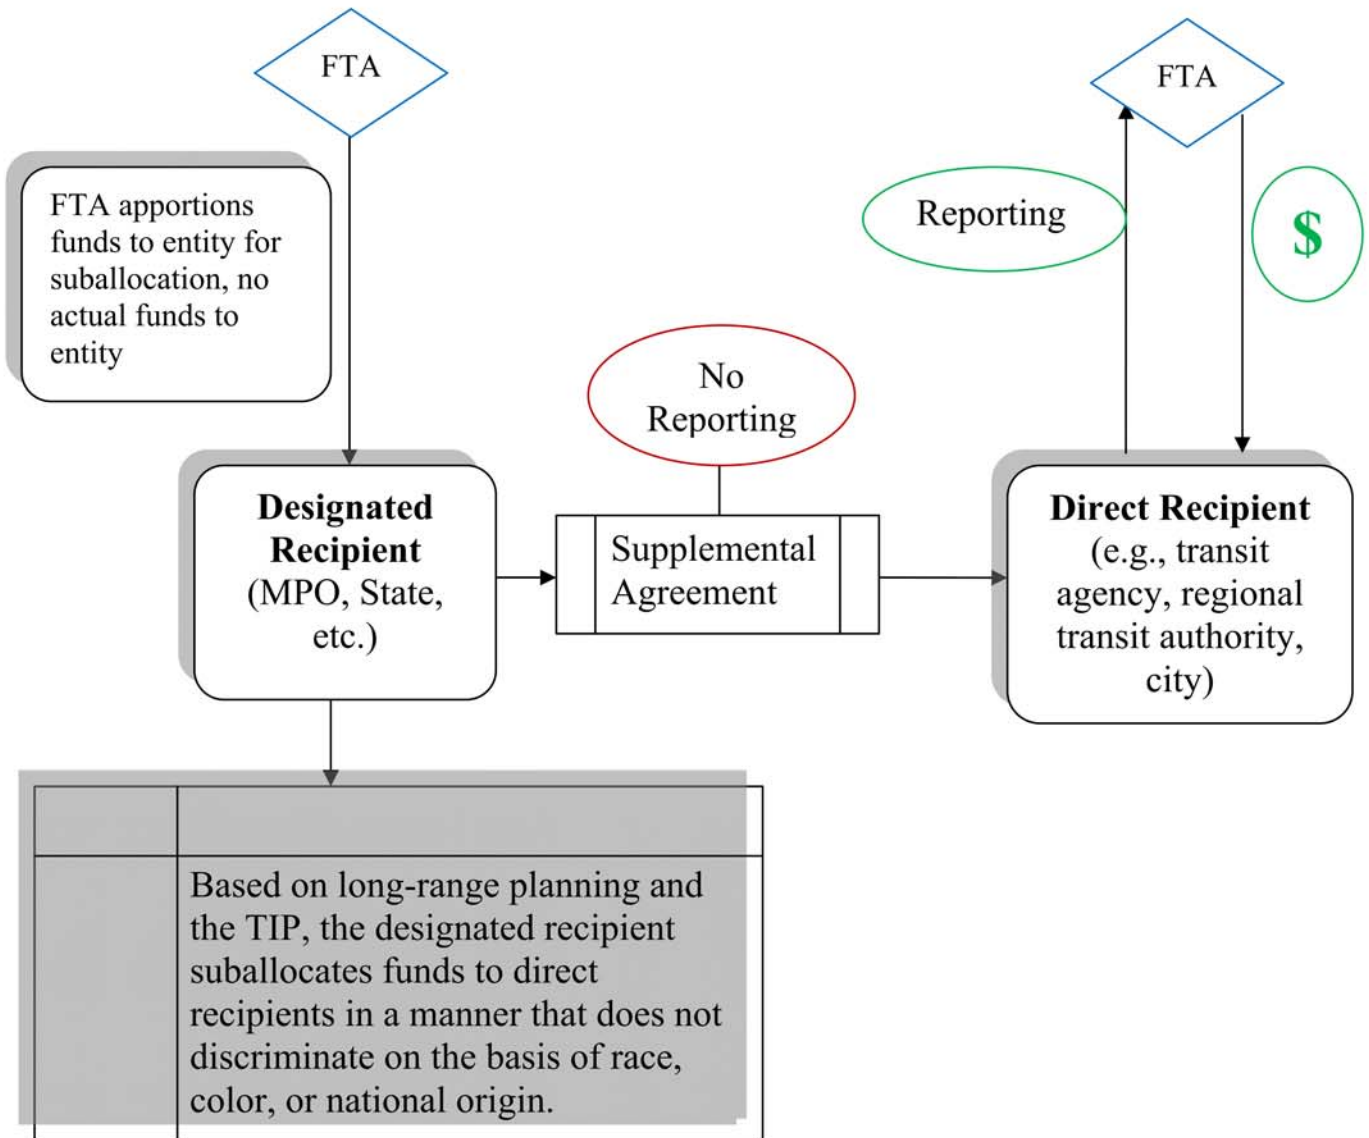 FTA
FTA
FTA apportions
funds to entity for
suballocation, no
actual funds to
entity
Reporting
$
No
Reporting
Designated
Recipient
(MPO, State,
etc.)
Supplemental
Agreement
Direct Recipient
(e.g., transit
agency, regional
transit authority,
city)
Based on long-range planning and
the TIP, the designated recipient
suballocates funds to direct
recipients in a manner that does not
discriminate on the basis of race,
color, or national origin.